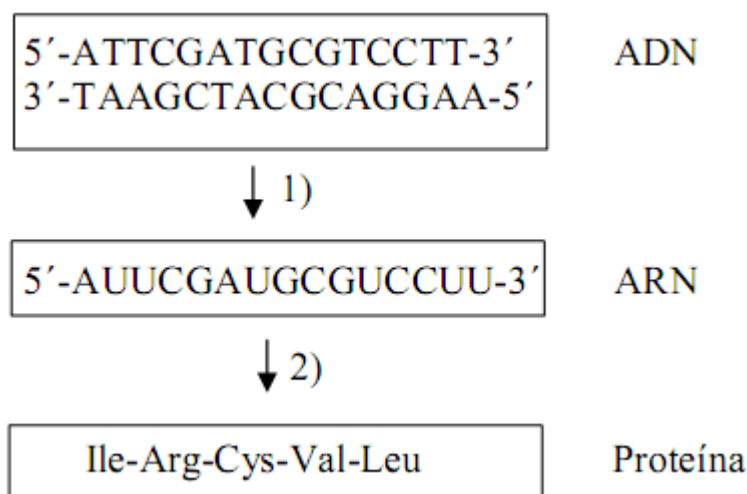 5´-ATTCGATGCGTCCTT-3´ ADN
3´-TAAGCTACGCAGGAA-5´
1)
5´-AUUCGAUGCGUCCUU-3´ ARN
2)
Ile-Arg-Cys-Val-Leu Proteína